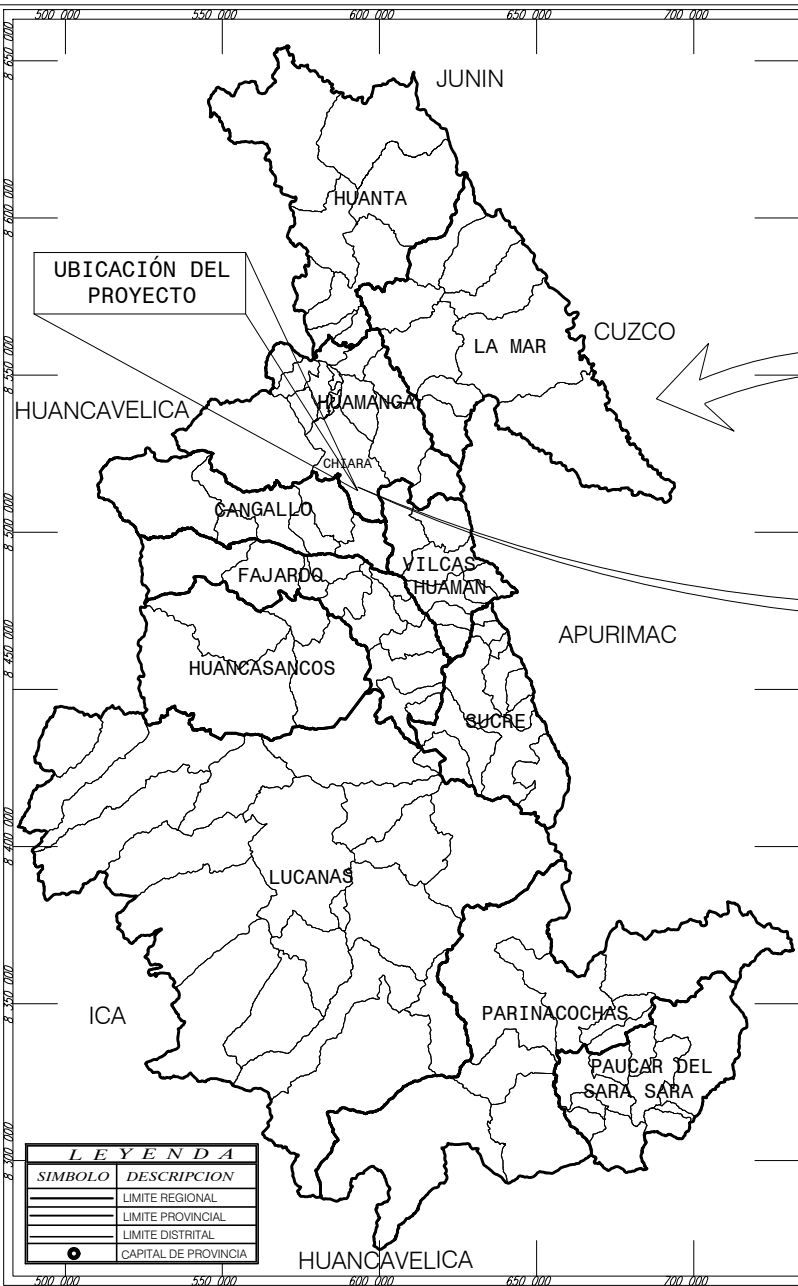 500 000
550 000
600 000
650 000
700 000
8 650 000
8 600 000
8 550 000
8 500 000
8 450 000
8 400 000
8 350 000
8 300 000
JUNIN
HUANTA
UBICACIÓN DEL
PROYECTO
LA MAR
CUZCO
HUANCAVELICA
HUAMANGA
CHIARA
CANGALLO
VILCAS
HUAMAN
FAJARDO
APURIMAC
HUANCASANCOS
SUCRE
LUCANAS
ICA
PARINACOCHAS
PAUCAR DEL
SARA SARA
LEYENDA
SIMBOLO DESCRIPCION
LIMITE REGIONAL
LIMITE PROVINCIAL
LIMITE DISTRITAL
CAPITAL DE PROVINCIA
HUANCAVELICA
500 000
550 000
600 000
650 000
700 000